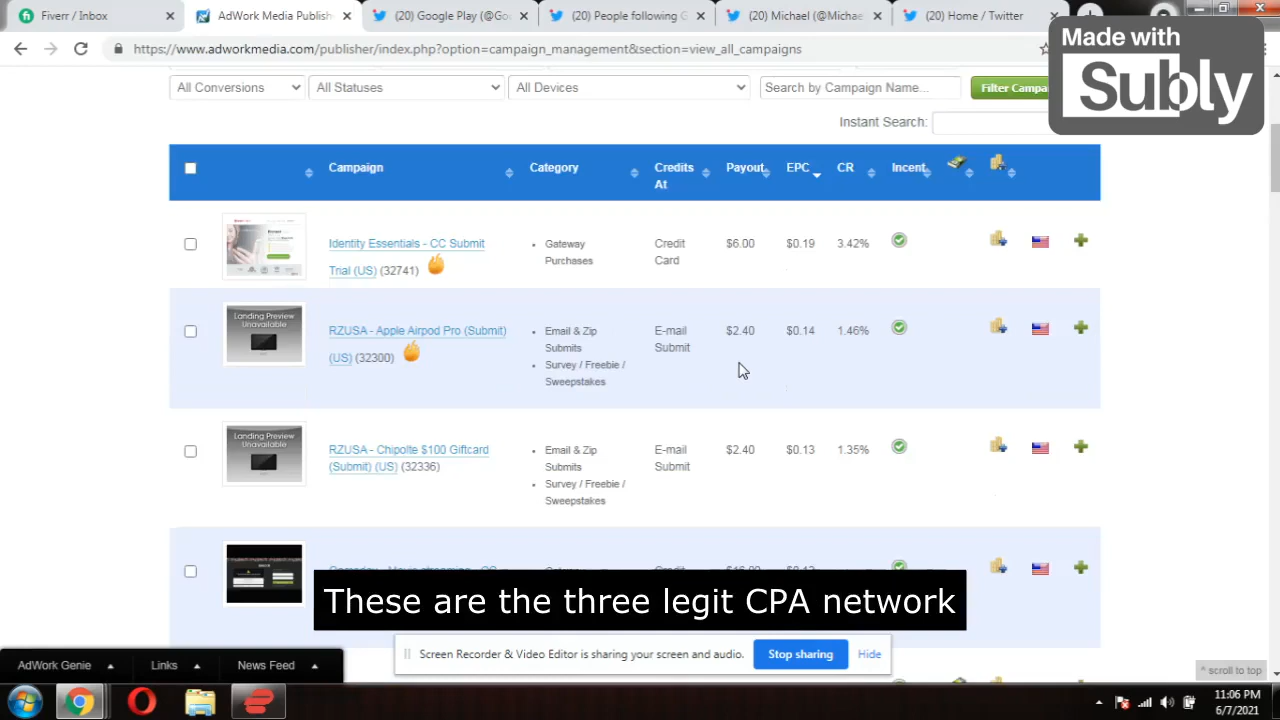 Fiverr / Inbox
AdWork Media Publish
(20) Google Play (@Go
(20) People following G
(20) Michael (@Michae
(20) Home / Twitter
https://www.adworkmedia.com/publisher/index.php?option=campaign_management&section=view_all_campaigns
Made with
Subly
All Conversions
All Statuses
All Devices
Search by Campaign Name...
Filter Campa
Instant Search:
Campaign
Category
Credits At
Payout
EPC
CR
Incent
Identity Essentials - CC Submit
Trial (US) (32741)
Gateway
Purchases
Credit
Card
$6.00
$0.19
3.42%
Landing Preview
Unavailable
RZUSA - Apple Airpod Pro (Submit)
(US) (32300)
Email & Zip
Submits
Survey / Freebie /
Sweepstakes
E-mail
Submit
$2.40
$0.14
1.46%
Landing Preview
Unavailable
RZUSA - Chipolte $100 Giftcard
(Submit) (US) (32336)
Email & Zip
Submits
Survey / Freebie /
Sweepstakes
E-mail
Submit
$2.40
$0.13
1.35%
These are the three legit CPA network
Screen Recorder & Video Editor is sharing your screen and audio.
Stop sharing
Hide
AdWork Genie
Links
News Feed
^ scroll to top
11:06 PM
6/7/2021